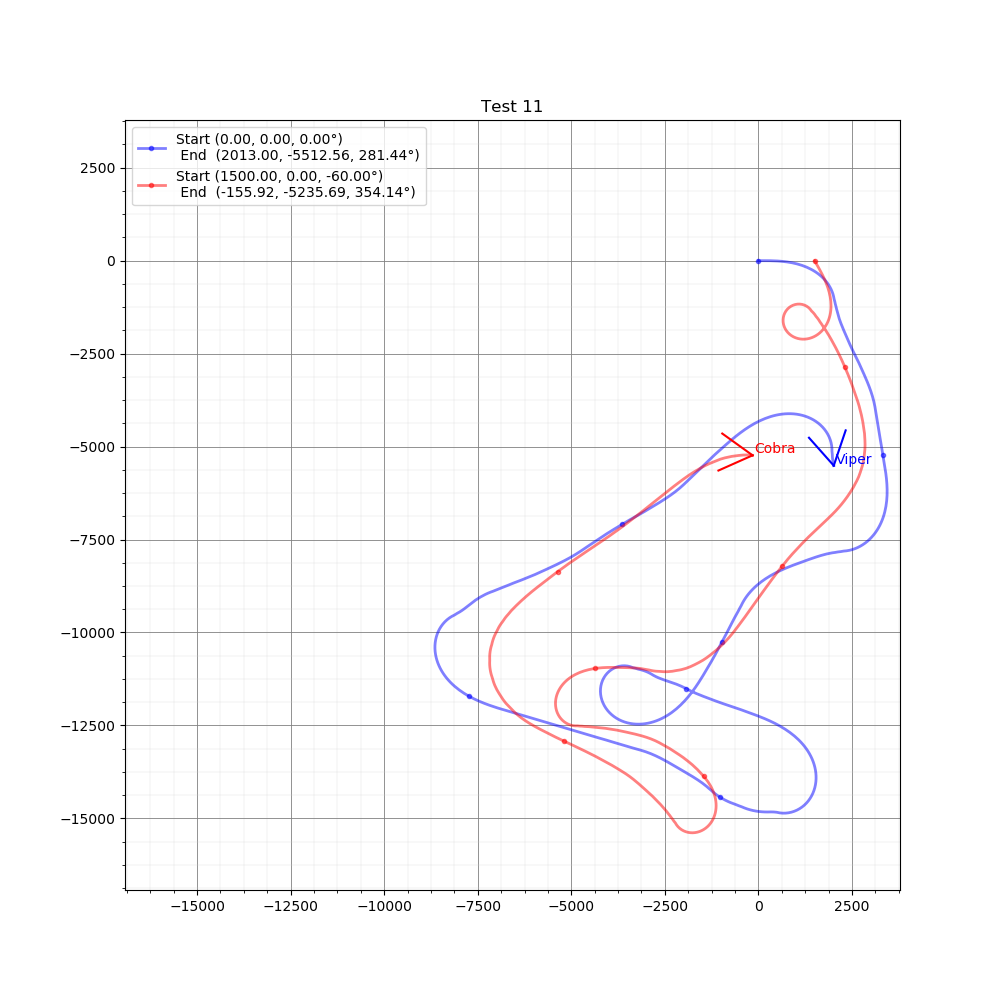 Test 11
Start (0.00, 0.00, 0.00°)
End  (2013.00, -5512.56, 281.44°)
Start (1500.00, 0.00, -60.00°)
End  (-155.92, -5235.69, 354.14°)
2500
0
−2500
−5000
−7500
−10000
−12500
−15000
Cobra
Viper
−15000 −12500 −10000 −7500 −5000 −2500 0 2500